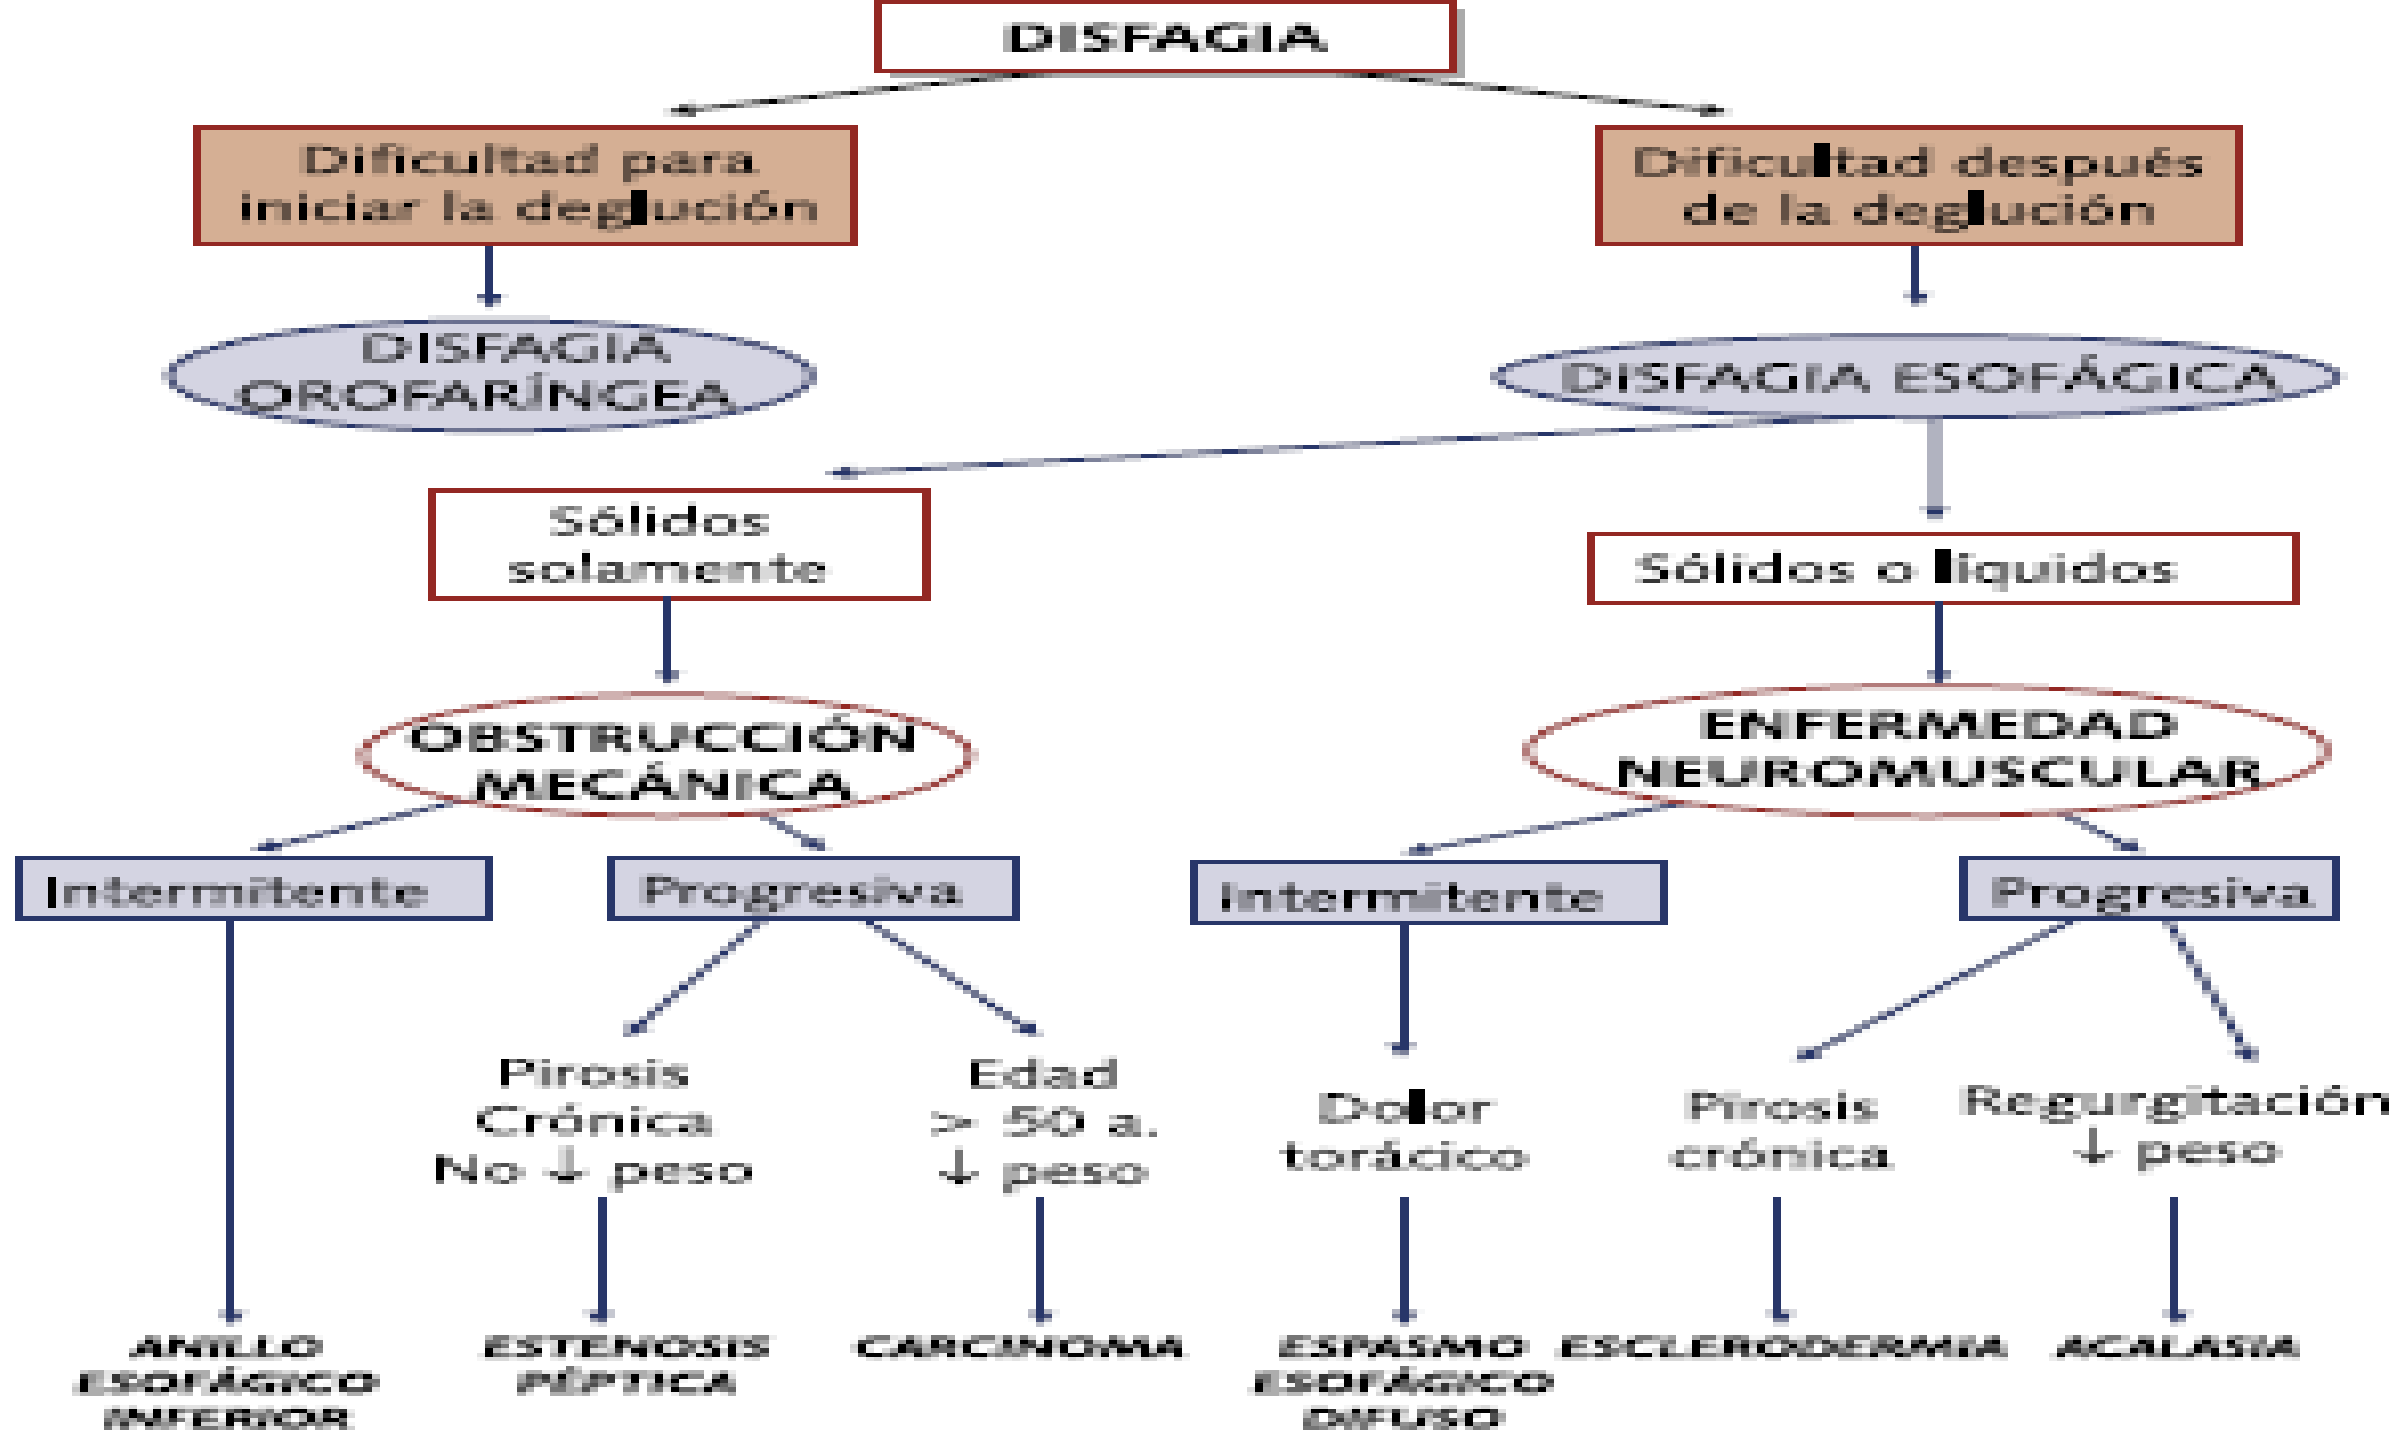 DISFAGIA
Dificultad para
iniciar la deglución
Dificultad después
de la deglución
DISFAGIA
OROFARÍNGEA
DISFAGIA ESOFÁGICA
Sólidos
solamente
Sólidos o líquidos
OBSTRUCCIÓN
MECÁNICA
ENFERMEDAD
NEUROMUSCULAR
Intermitente
Progresiva
Intermitente
Progresiva
Pirosis
Crónica
No ↓ peso
Edad
> 50 a.
↓ peso
Dolor
torácico
Pirosis
crónica
Regurgitación
↓ peso
ANILLO
ESOFÁGICO
INFERIOR
ESTENOSIS
PÉPTICA
CARCINOMA
ESPASMO
ESOFÁGICO
DIFUSO
ESCLERODERMIA
ACALASIA